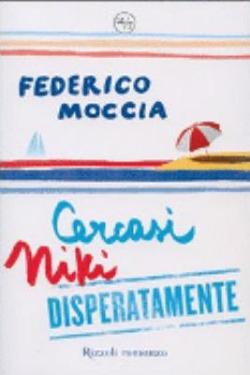 FEDERICO
MOCCIA
Cercasi
Niki
DISPERATAMENTE
Rizzoli romanzo